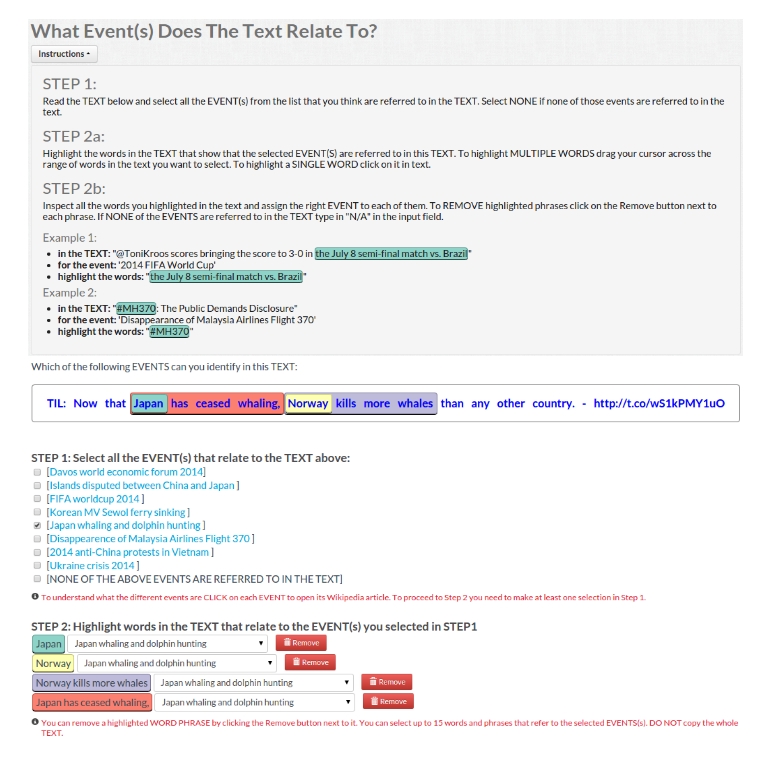 What Event(s) Does The Text Relate To?
Instructions
STEP 1:
Read the TEXT below and select all the EVENT(s) from the list that you think are referred to in the TEXT. Select NONE if none of those events are referred to in the
text.
STEP 2a:
Highlight the words in the TEXT that show that the selected EVENT(S) are referred to in this TEXT. To highlight MULTIPLE WORDS drag your cursor across the
range of words in the text you want to select. To highlight a SINGLE WORD click on it in text.
STEP 2b:
Inspect all the words you highlighted in the text and assign the right EVENT to each of them. To REMOVE highlighted phrases click on the Remove button next to
each phrase. If NONE of the EVENTS are referred to in the TEXT type in "N/A" in the input field.
Example 1:
• in the TEXT: "@ToniKroos scores bringing the score to 3-0 in the July 8 semi-final match vs. Brazil"
• for the event: '2014 FIFA World Cup'
• highlight the words: "the July 8 semi-final match vs. Brazil"
Example 2:
• in the TEXT: "#MH370: The Public Demands Disclosure"
• for the event: 'Disappearance of Malaysia Airlines Flight 370'
• highlight the words: "#MH370"
Which of the following EVENTS can you identify in this TEXT:
TIL: Now that Japan has ceased whaling, Norway kills more whales than any other country. - http://t.co/wS1kPMY1uO
STEP 1: Select all the EVENT(s) that relate to the TEXT above:
[Davos world economic forum 2014]
[Islands disputed between China and Japan ]
[FIFA worldcup 2014 ]
[Korean MV Sewol ferry sinking ]
[Japan whaling and dolphin hunting ]
[Disappearence of Malaysia Airlines Flight 370 ]
[2014 anti-China protests in Vietnam ]
[Ukraine crisis 2014 ]
[NONE OF THE ABOVE EVENTS ARE REFERRED TO IN THE TEXT]
To understand what the different events are CLICK on each EVENT to open its Wikipedia article. To proceed to Step 2 you need to make at least one selection in Step 1.
STEP 2: Highlight words in the TEXT that relate to the EVENT(s) you selected in STEP1
Japan Japan whaling and dolphin hunting Remove
Norway Japan whaling and dolphin hunting Remove
Norway kills more whales Japan whaling and dolphin hunting Remove
Japan has ceased whaling, Japan whaling and dolphin hunting Remove
You can remove a highlighted WORD PHRASE by clicking the Remove button next to it. You can select up to 15 words and phrases that refer to the selected EVENTS(s). DO NOT copy the whole
TEXT.